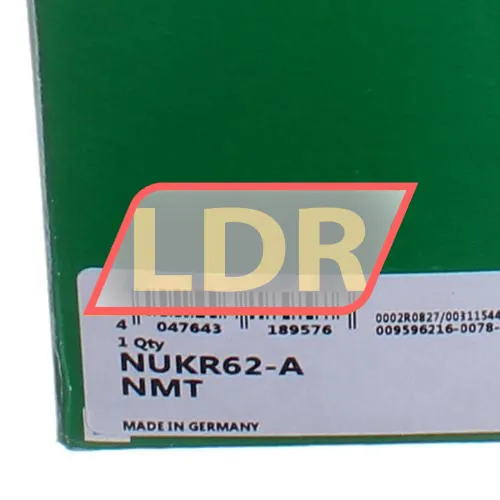 LDR
4 047643 189576
0002R0827/00311544
009596216-0078-
1 Qty
NUKR62-A
NMT
MADE IN GERMANY